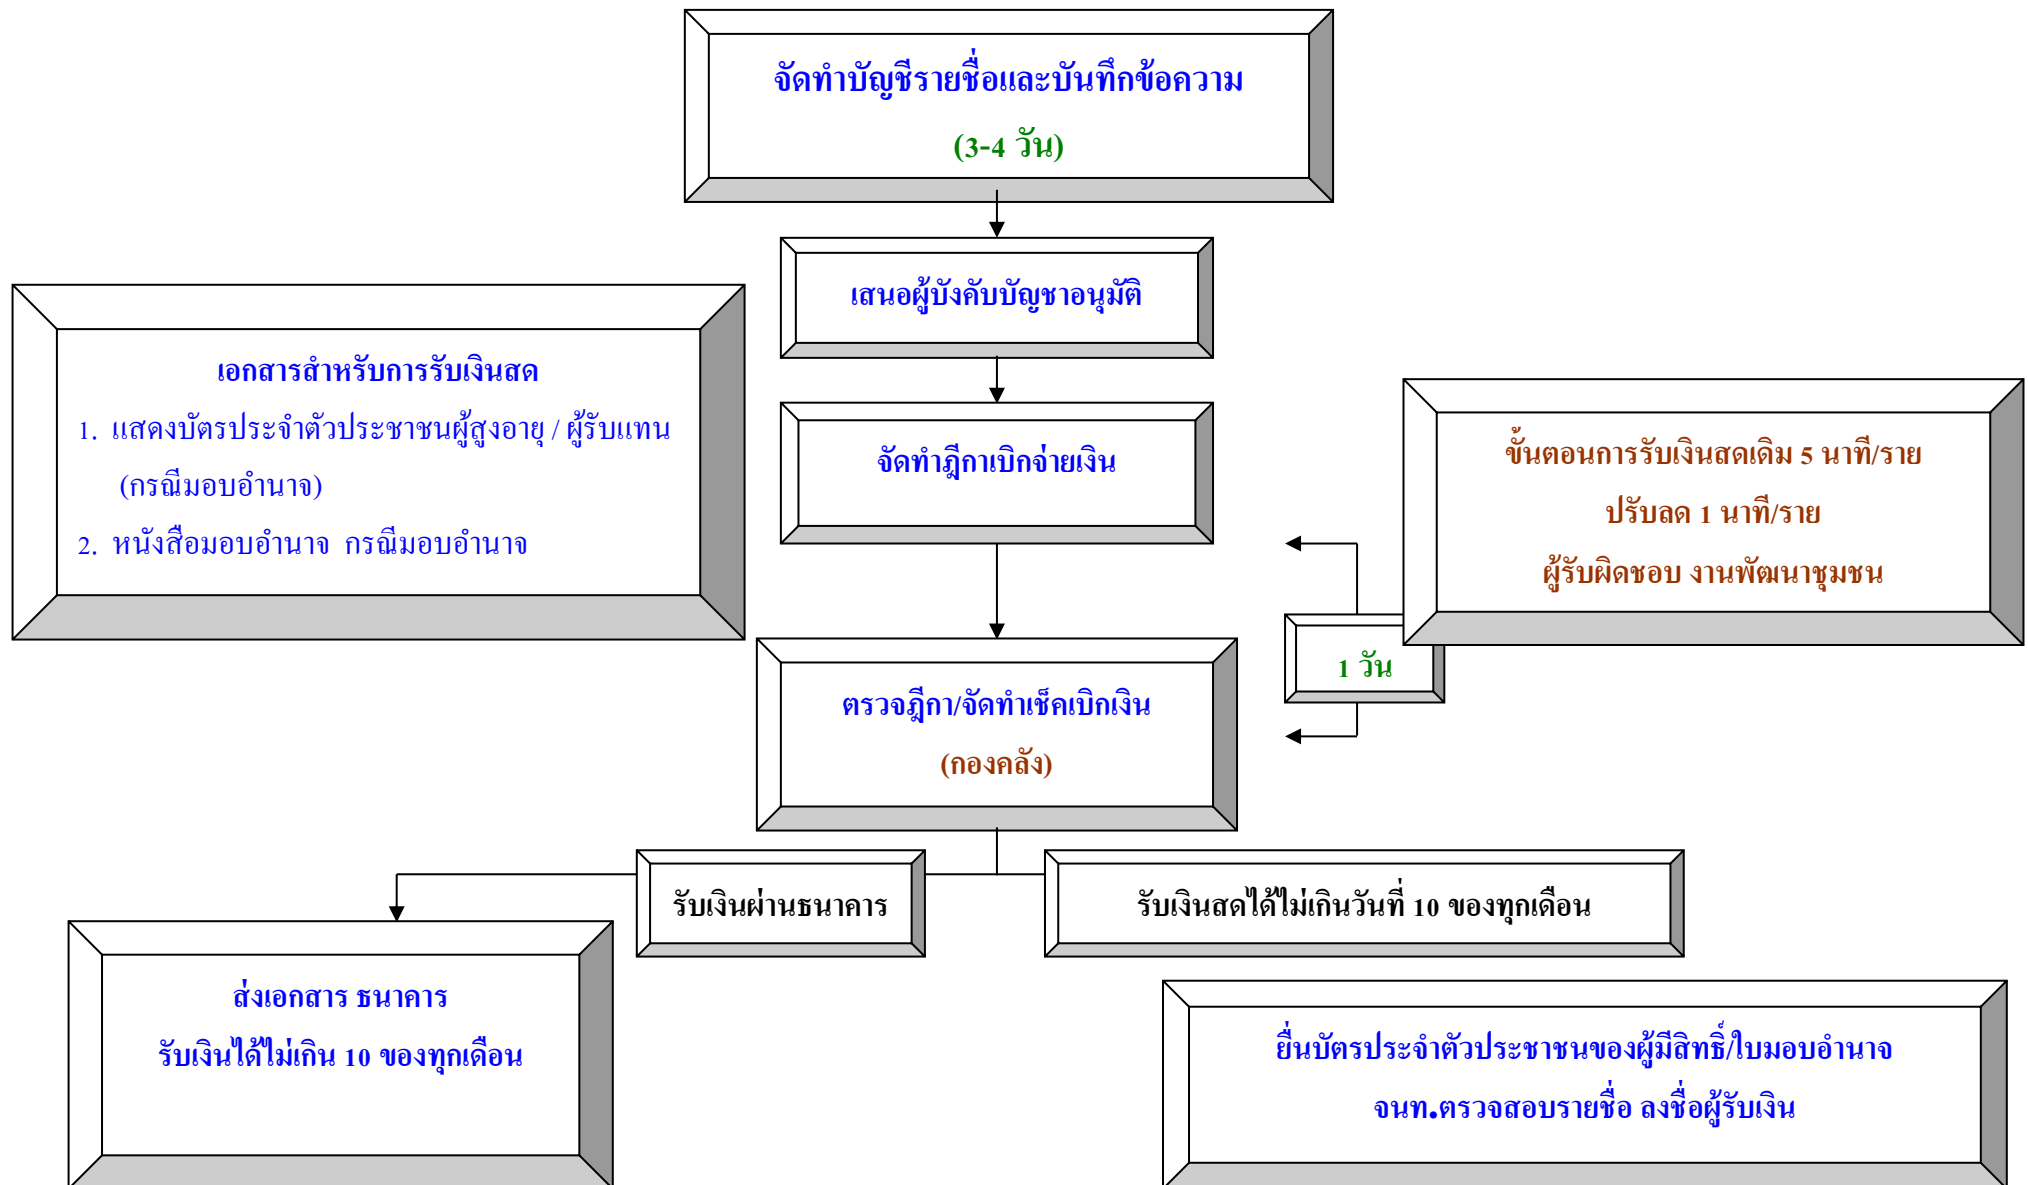 จัดทำบัญชีรายชื่อและบันทึกข้อความ
(3-4 วัน)
เสนอผู้บังคับบัญชาอนุมัติ
เอกสารสำหรับการรับเงินสด
1. แสดงบัตรประจำตัวประชาชนผู้สูงอายุ / ผู้รับแทน
(กรณีมอบอำนาจ)
2. หนังสือมอบอำนาจ กรณีมอบอำนาจ
จัดทำฎีกาเบิกจ่ายเงิน
ขั้นตอนการรับเงินสดเดิม 5 นาที/ราย
ปรับลด 1 นาที/ราย
ผู้รับผิดชอบ งานพัฒนาชุมชน
1 วัน
ตรวจฎีกา/จัดทำเช็คเบิกเงิน
(กองคลัง)
รับเงินผ่านธนาคาร
รับเงินสดได้ไม่เกินวันที่ 10 ของทุกเดือน
ส่งเอกสาร ธนาคาร
รับเงินได้ไม่เกิน 10 ของทุกเดือน
ยื่นบัตรประจำตัวประชาชนของผู้มีสิทธิ์/ใบมอบอำนาจ
จนท.ตรวจสอบรายชื่อ ลงชื่อผู้รับเงิน